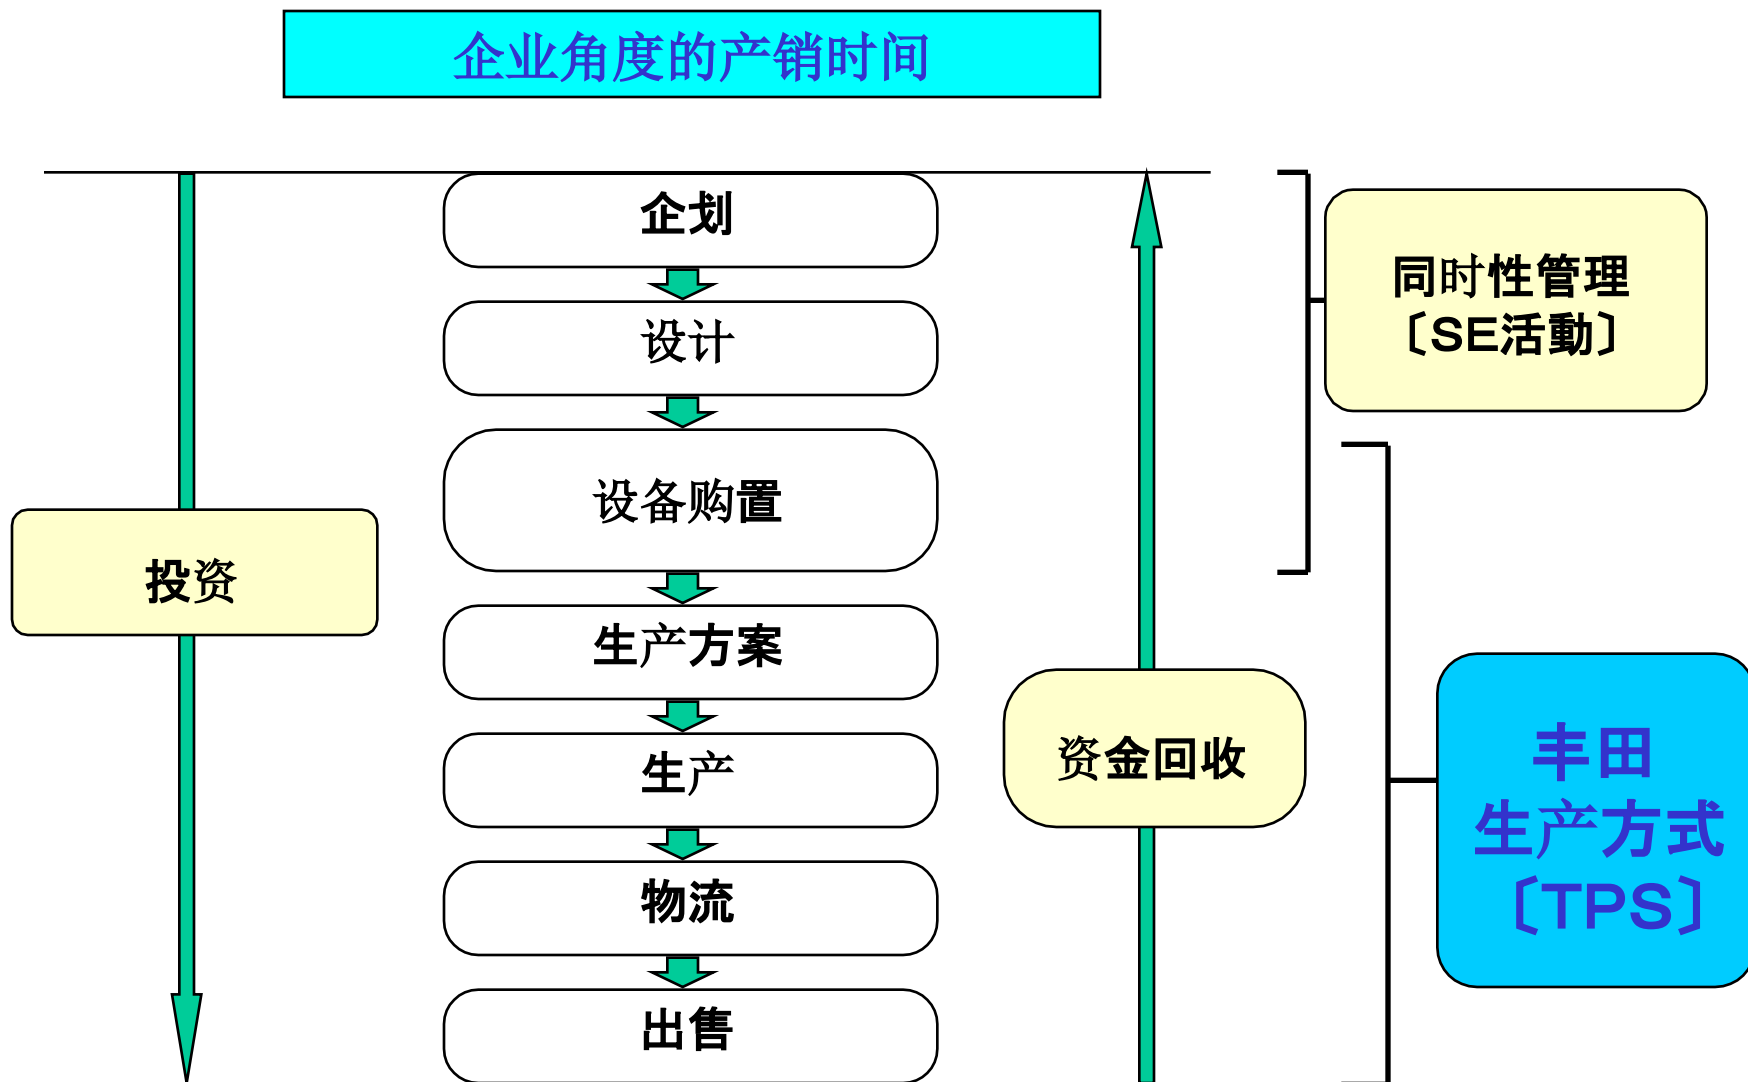 企业角度的产销时间
企划
设计
设备购置
生产方案
生产
物流
出售
投资
资金回收
同时性管理
〔SE活動〕
丰田
生产方式
〔TPS〕